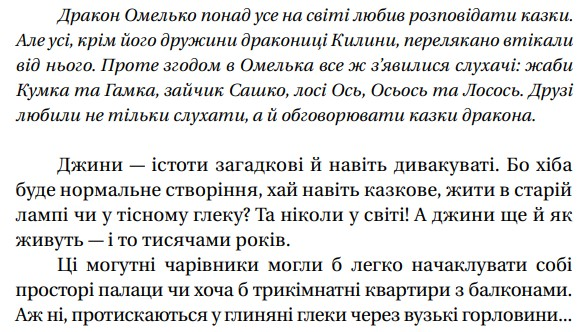 Дракон Омелько понад усе на світі любив розповідати казки.
Але усі, крім його дружини дракониці Килини, перелякано втікали
від нього. Проте згодом в Омелька все ж з’явилися слухачі: жаби
Кумка та Гамка, зайчик Сашко, лосі Ось, Осьось та Лосось. Друзі
любили не тільки слухати, а й обговорювати казки дракона.
Джини — істоти загадкові й навіть дивакуваті. Бо хіба
буде нормальне створіння, хай навіть казкове, жити в старій
лампі чи у тісному глеку? Та ніколи у світі! А джини ще й як
живуть — і то тисячами років.
Ці могутні чарівники могли б легко начаклувати собі
просторі палаци чи хоча б трикімнатні квартири з балконами.
Аж ні, протискаються у глиняні глеки через вузькі горловини...